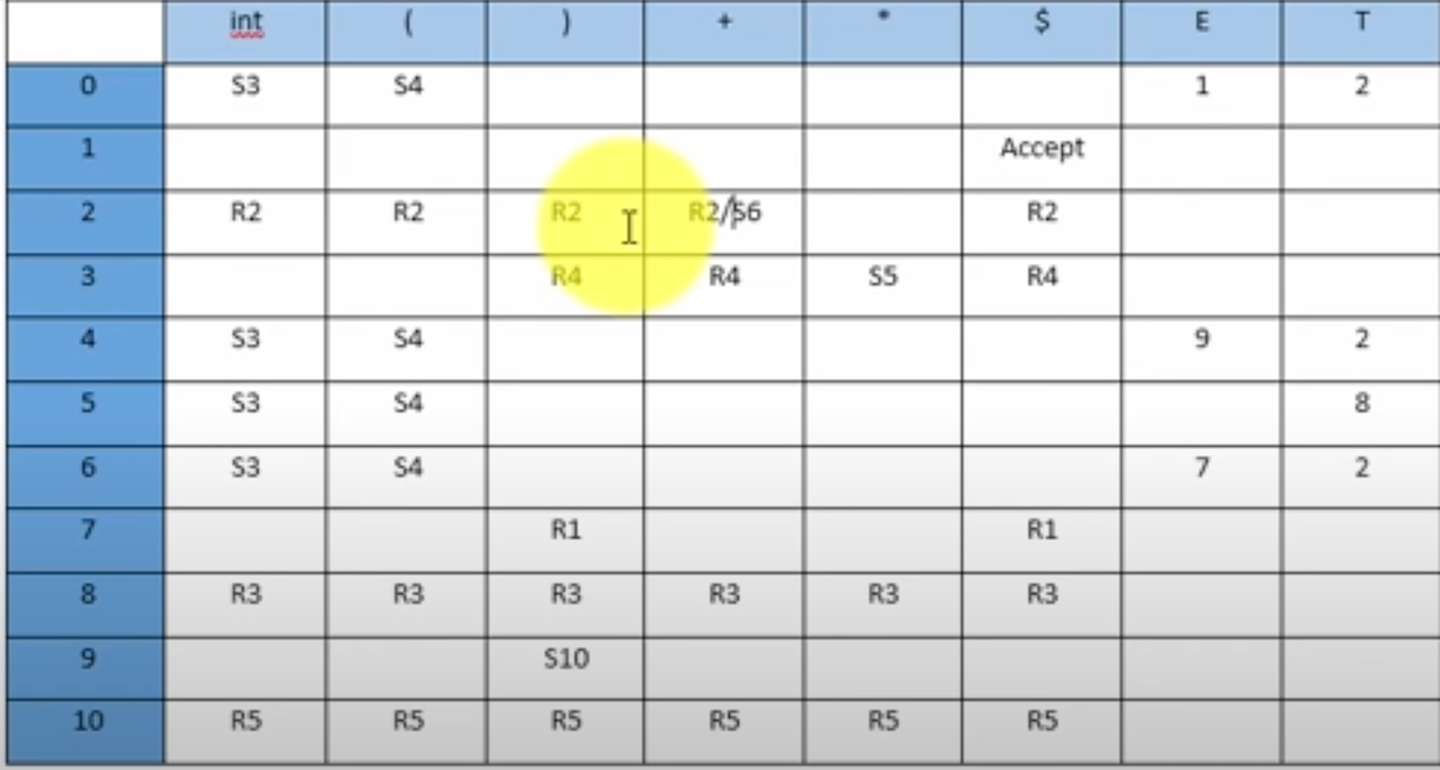 int ( ) + * $ E T
0 S3 S4 1 2
1 Accept
2 R2 R2 R2 R2/S6 R2
3 R4 R4 S5 R4
4 S3 S4 9 2
5 S3 S4 8
6 S3 S4 7 2
7 R1 R1
8 R3 R3 R3 R3 R3 R3
9 S10
10 R5 R5 R5 R5 R5 R5